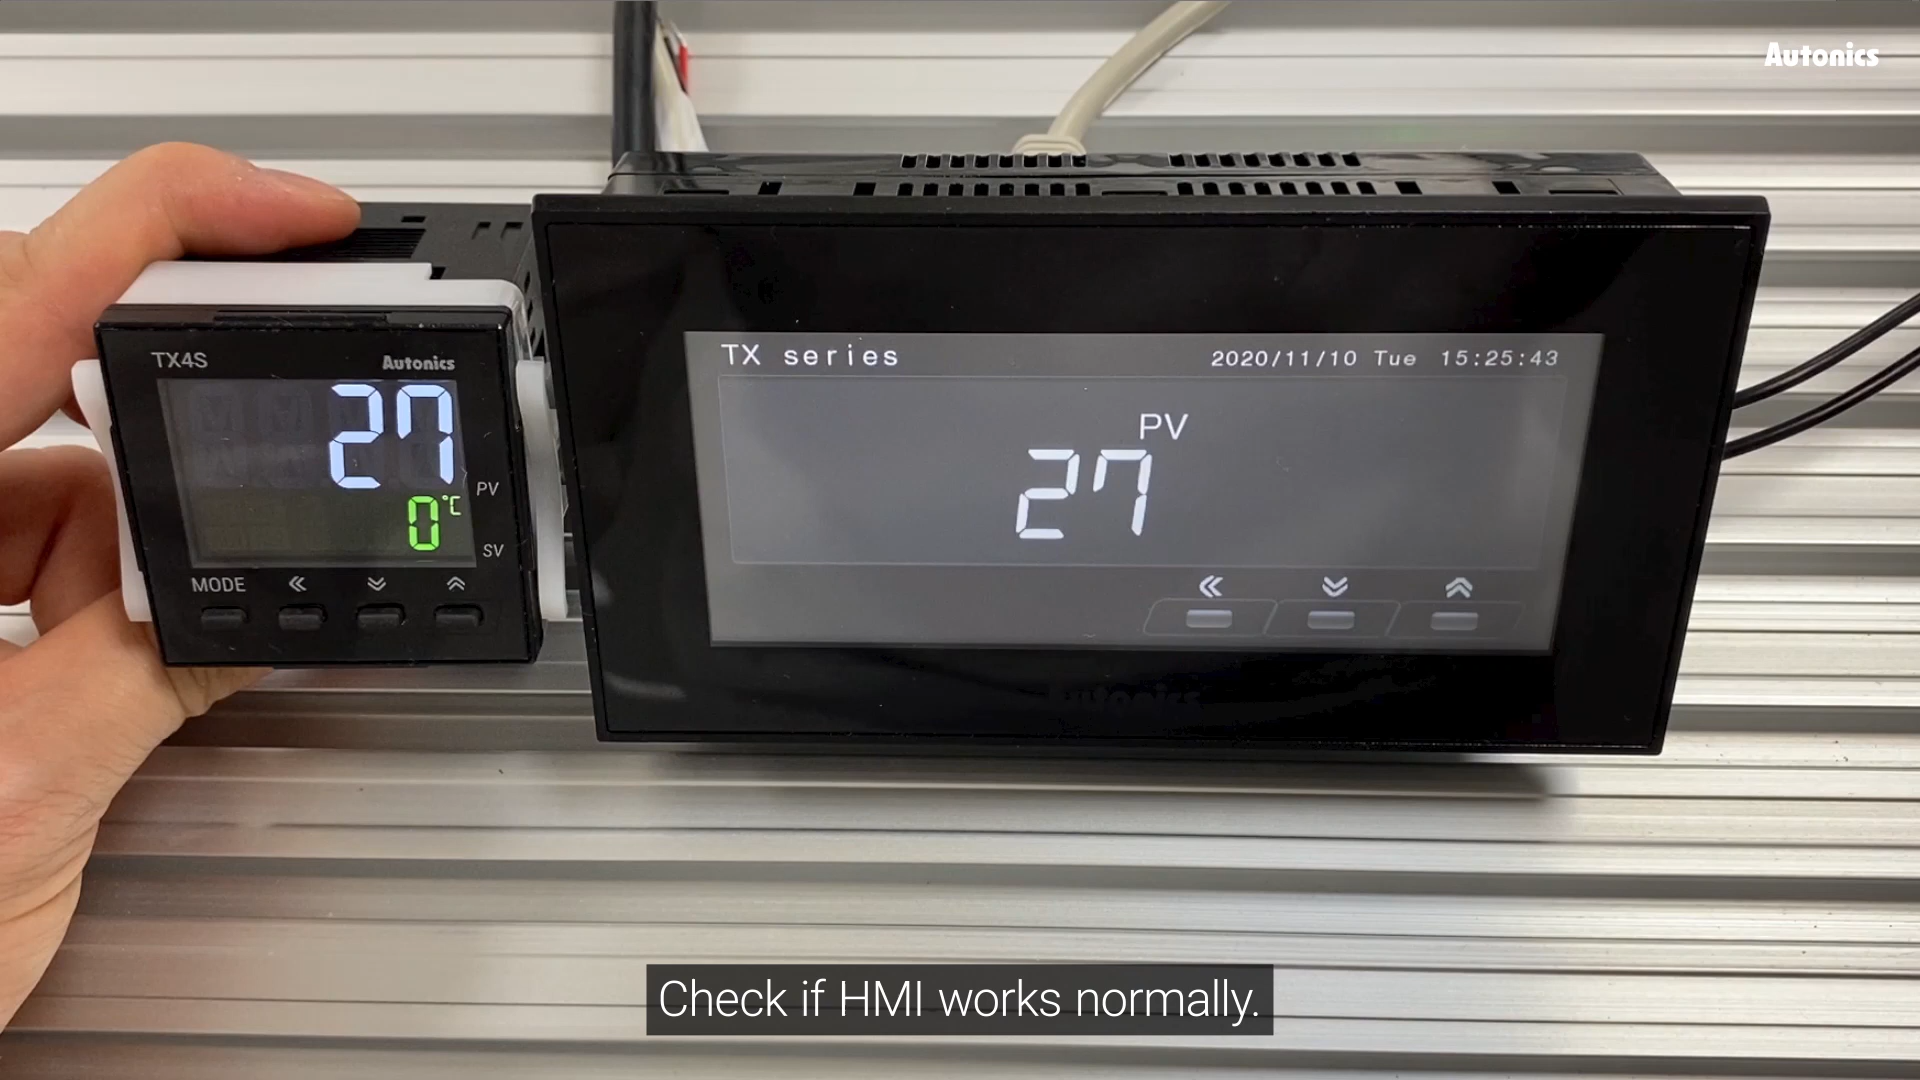 Autonics
TX4S
Autonics
27
PV
0°C
SV
MODE
TX series
2020/11/10 Tue 15:25:43
PV
27
Autonics
Check if HMI works normally.